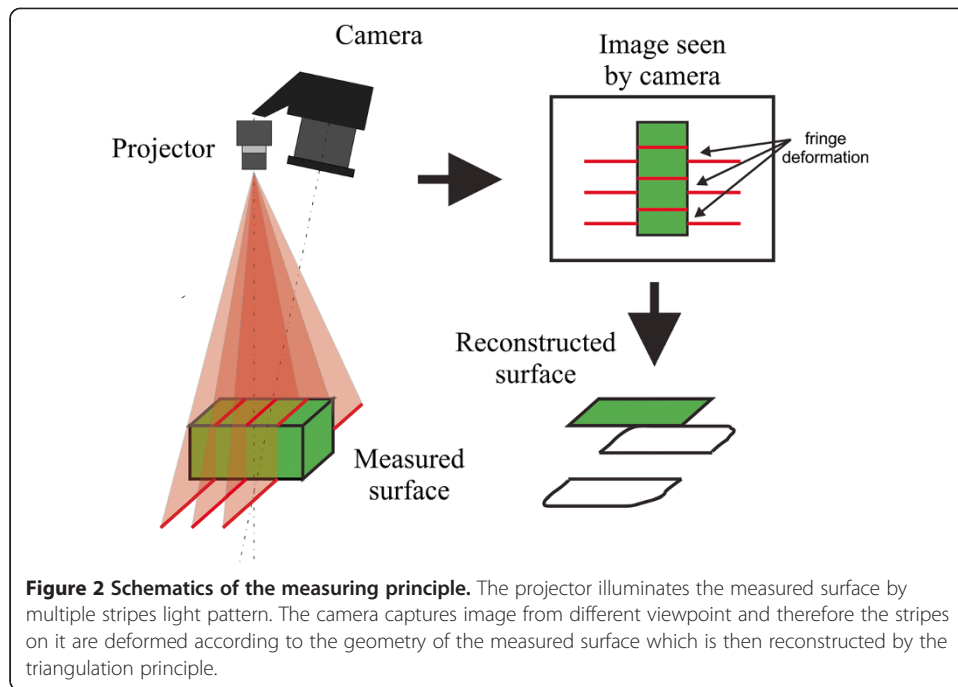 Camera
Image seen
by camera
Projector
fringe
deformation
Reconstructed
surface
Measured
surface
Figure 2 Schematics of the measuring principle. The projector illuminates the measured surface by
multiple stripes light pattern. The camera captures image from different viewpoint and therefore the stripes
on it are deformed according to the geometry of the measured surface which is then reconstructed by the
triangulation principle.